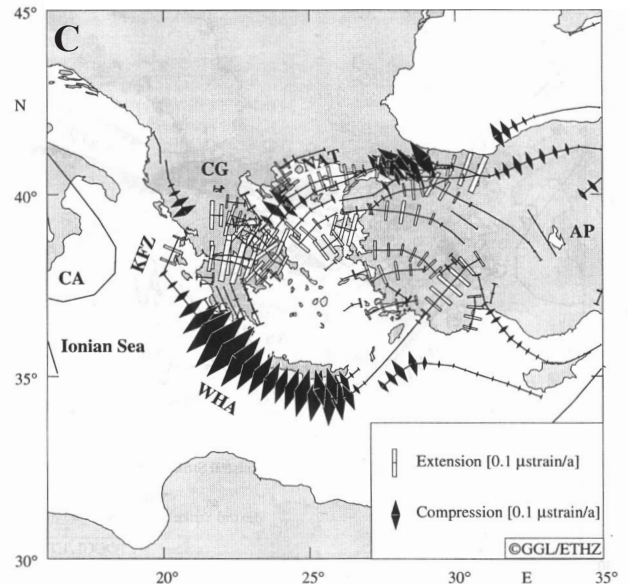 45°
C
N
NAT
CG
40°
KFZ
AP
CA
Ionian Sea
35°
WHA
Extension [0.1 μstrain/a]
Compression [0.1 μstrain/a]
©GGL/ETHZ
30°
20°
25°
30°
E
35°